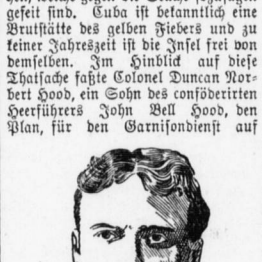 gefeit sind. Cuba ist bekanntlich eine
Brutstätte des gelben Fiebers und zu
keiner Jahreszeit ist die Insel frei von
demselben. Im Hinblick auf diese
Thatsache faßte Colonel Duncan Nor-
bert Hood, ein Sohn des conföderirten
Heerführers John Bell Hood, den
Plan, für den Garnisondienst auf